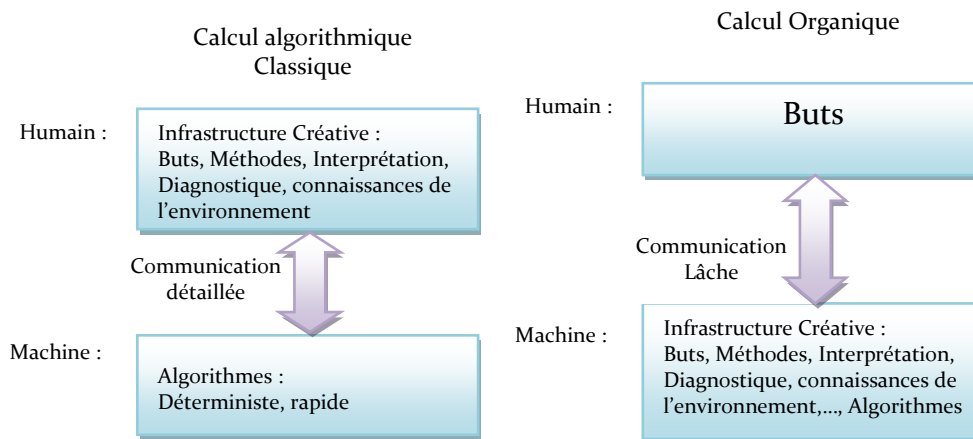 Calcul algorithmique
Classique
Humain :
Infrastructure Créative :
Buts, Méthodes, Interprétation,
Diagnostique, connaissances de
l'environnement
Communication
détaillée
Machine :
Algorithmes :
Déterministe, rapide
Calcul Organique
Humain :
Buts
Communication
Lâche
Machine :
Infrastructure Créative :
Buts, Méthodes, Interprétation,
Diagnostique, connaissances de
l'environnement,..., Algorithmes